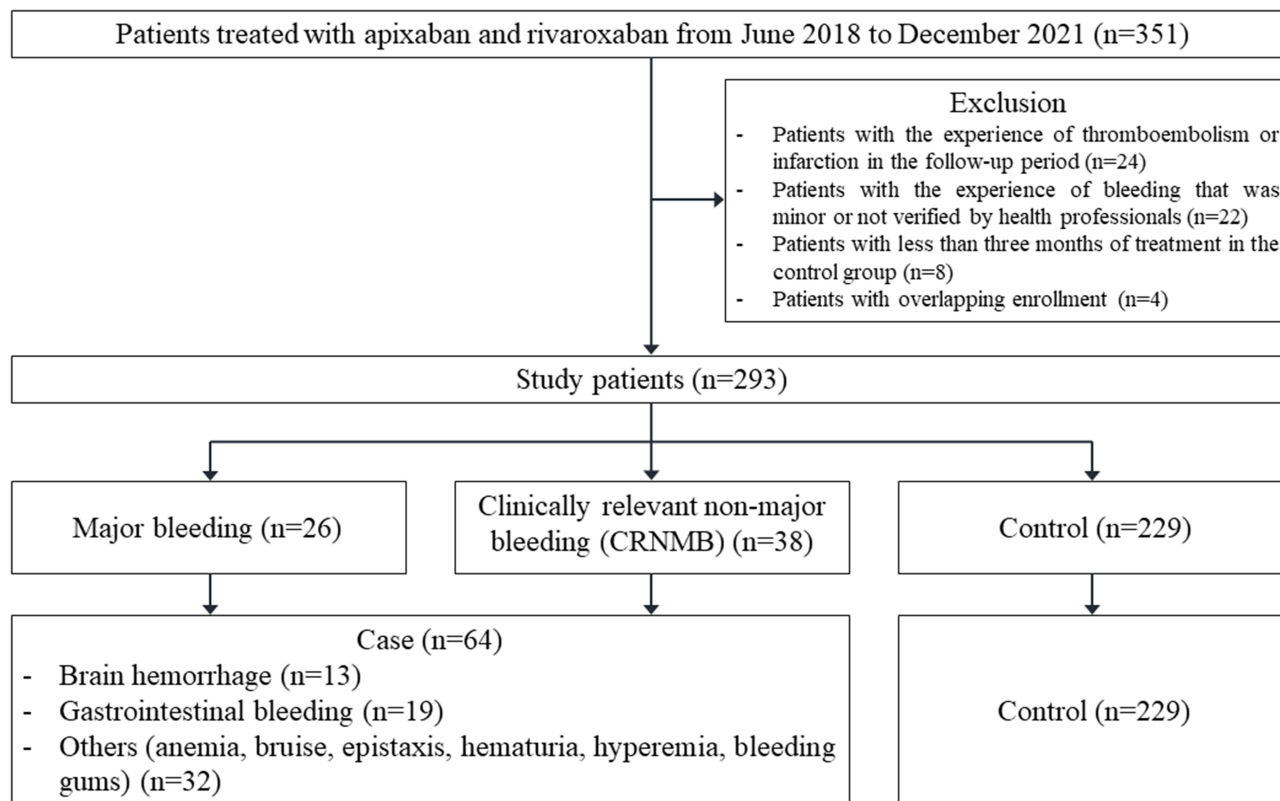 Patients treated with apixaban and rivaroxaban from June 2018 to December 2021 (n=351)
Exclusion
- Patients with the experience of thromboembolism or
infarction in the follow-up period (n=24)
- Patients with the experience of bleeding that was
minor or not verified by health professionals (n=22)
- Patients with less than three months of treatment in the
control group (n=8)
- Patients with overlapping enrollment (n=4)
Study patients (n=293)
Major bleeding (n=26)
Clinically relevant non-major
bleeding (CRNMB) (n=38)
Control (n=229)
Case (n=64)
- Brain hemorrhage (n=13)
- Gastrointestinal bleeding (n=19)
- Others (anemia, bruise, epistaxis, hematuria, hyperemia, bleeding
gums) (n=32)
Control (n=229)